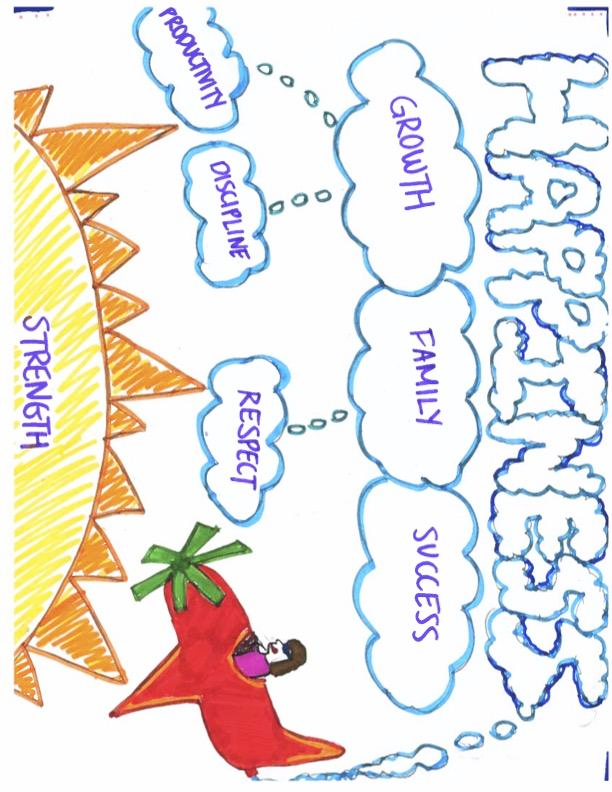 HAPPINESS
GROWTH
FAMILY
SUCCESS
PRODUCTIVITY
DISCIPLINE
RESPECT
STRENGTH